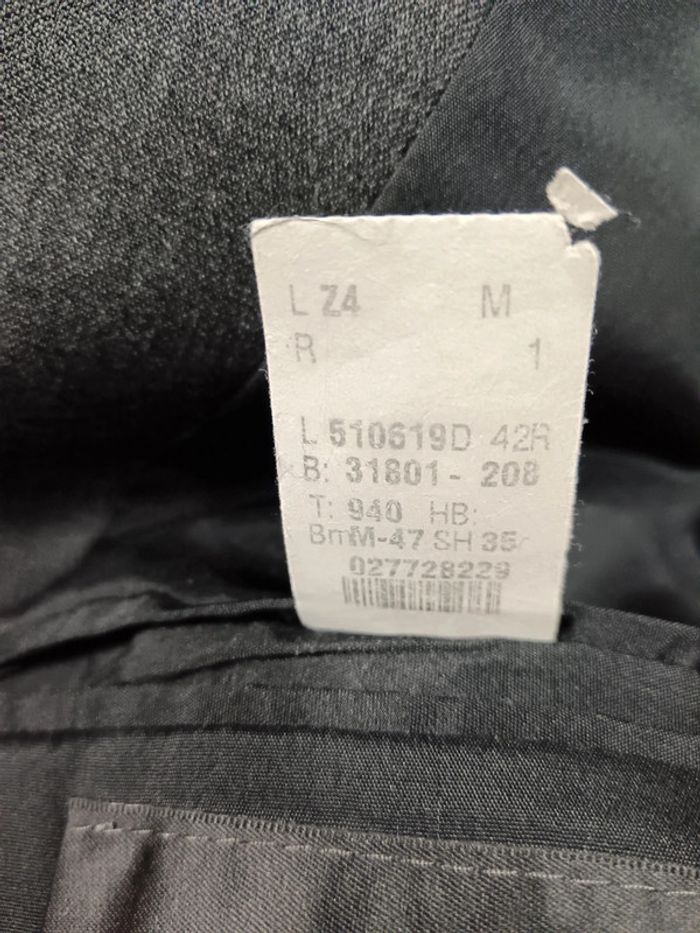 L Z4 M
R 1
L 510619D 42R
B: 31801 - 208
T: 940 HB:
BmM-47 SH 35
027728229